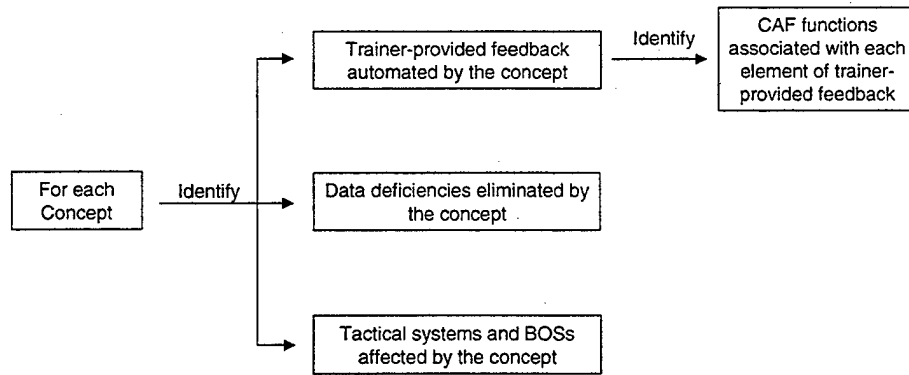 Trainer-provided feedback
automated by the concept
Identify
CAF functions
associated with each
element of trainer-
provided feedback
For each
Concept
Identify
Data deficiencies eliminated by
the concept
Tactical systems and BOSs
affected by the concept